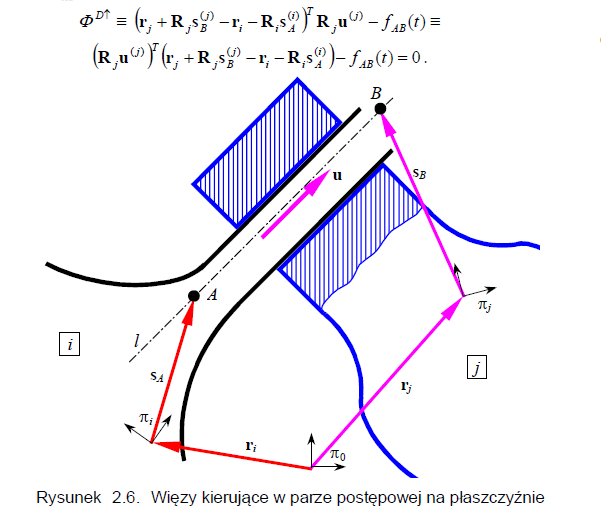 Φ^{D↑} ≡ (r_j + R_j s_B^{(j)} – r_i – R_i s_A^{(i)})^T R_j u^{(j)} – f_{AB}(t) ≡
(R_j u^{(j)})^T (r_j + R_j s_B^{(j)} – r_i – R_i s_A^{(i)}) – f_{AB}(t) = 0 .
B
s_B
u
A
π_j
l
i
j
s_A
r_j
π_i
r_i
π_0
Rysunek 2.6. Więzy kierujące w parze postępowej na płaszczyźnie